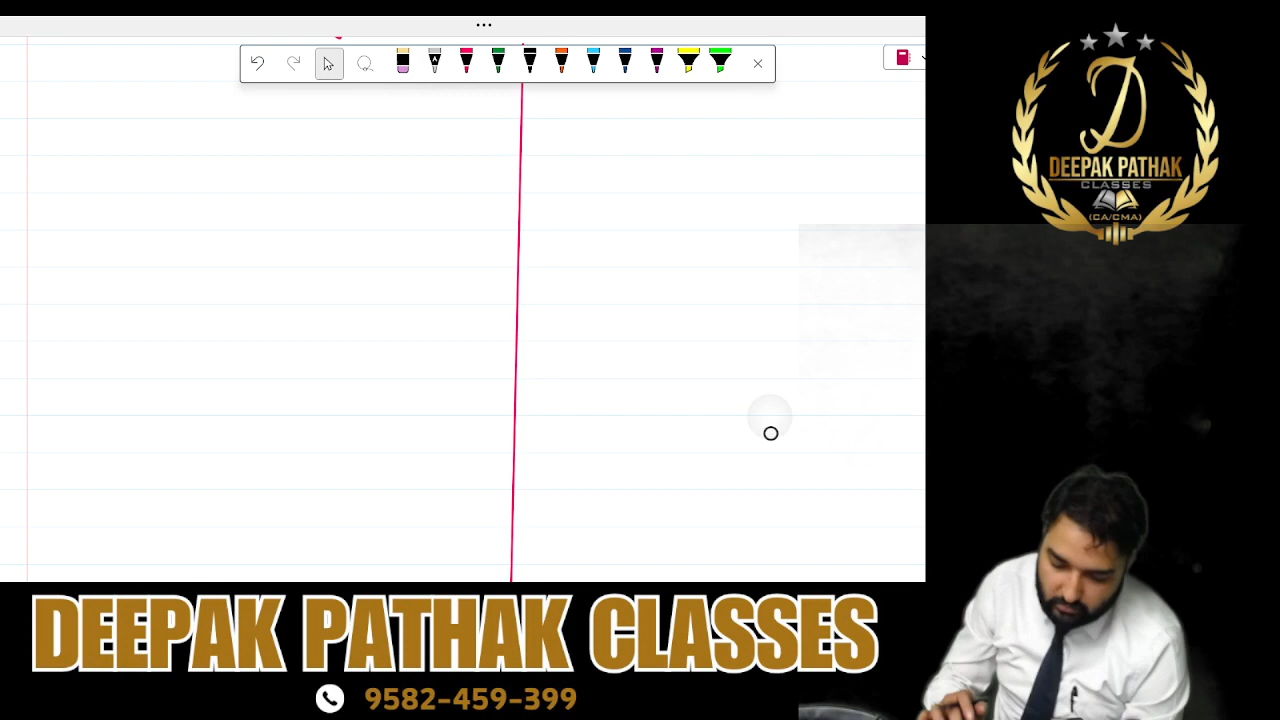 D
DEEPAK PATHAK
CLASSES
(CA/CMA)
DEEPAK PATHAK CLASSES
9582-459-399